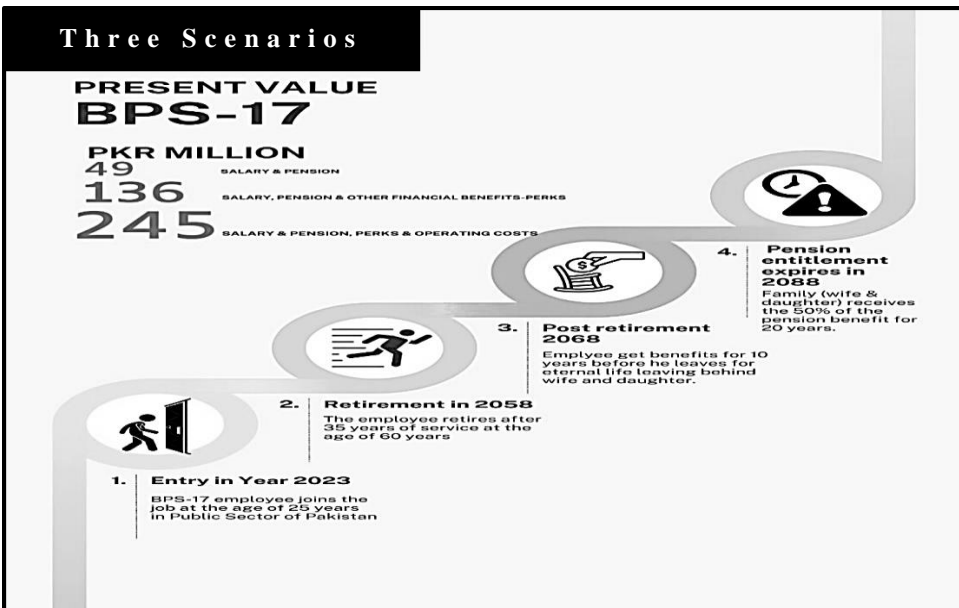 Three Scenarios
PRESENT VALUE
BPS-17
PKR MILLION
49 SALARY & PENSION
136 SALARY, PENSION & OTHER FINANCIAL BENEFITS-PERKS
245 SALARY & PENSION, PERKS & OPERATING COSTS
1. Entry in Year 2023
BPS-17 employee joins the
job at the age of 25 years
in Public Sector of Pakistan
2. Retirement in 2058
The employee retires after
35 years of service at the
age of 60 years
3. Post retirement
2068
Emplyee get benefits for 10
years before he leaves for
eternal life leaving behind
wife and daughter.
4. Pension
entitlement
expires in
2088
Family (wife &
daughter) receives
the 50% of the
pension benefit for
20 years.
$
!